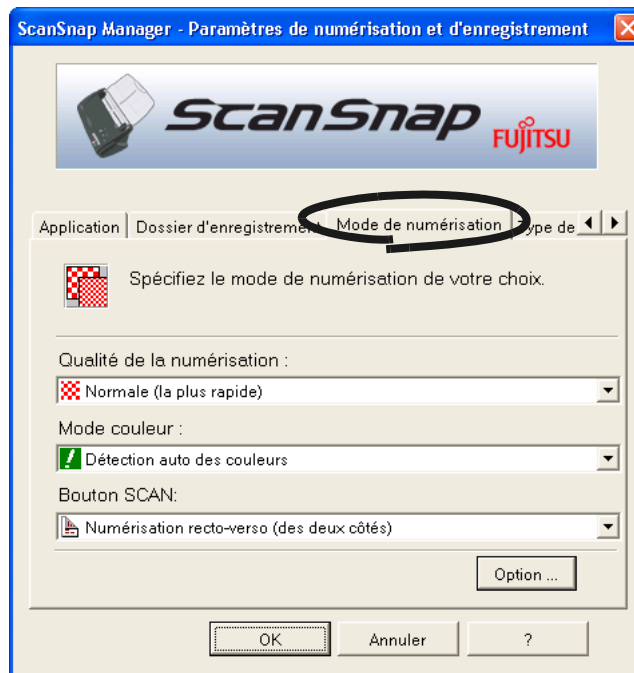 ScanSnap Manager - Paramètres de numérisation et d'enregistrement
ScanSnap
FUJITSU
Application Dossier d'enregistrement Mode de numérisation Type de
Spécifiez le mode de numérisation de votre choix.
Qualité de la numérisation :
Normale (la plus rapide)
Mode couleur :
Détection auto des couleurs
Bouton SCAN:
Numérisation recto-verso (des deux côtés)
Option ...
OK Annuler ?